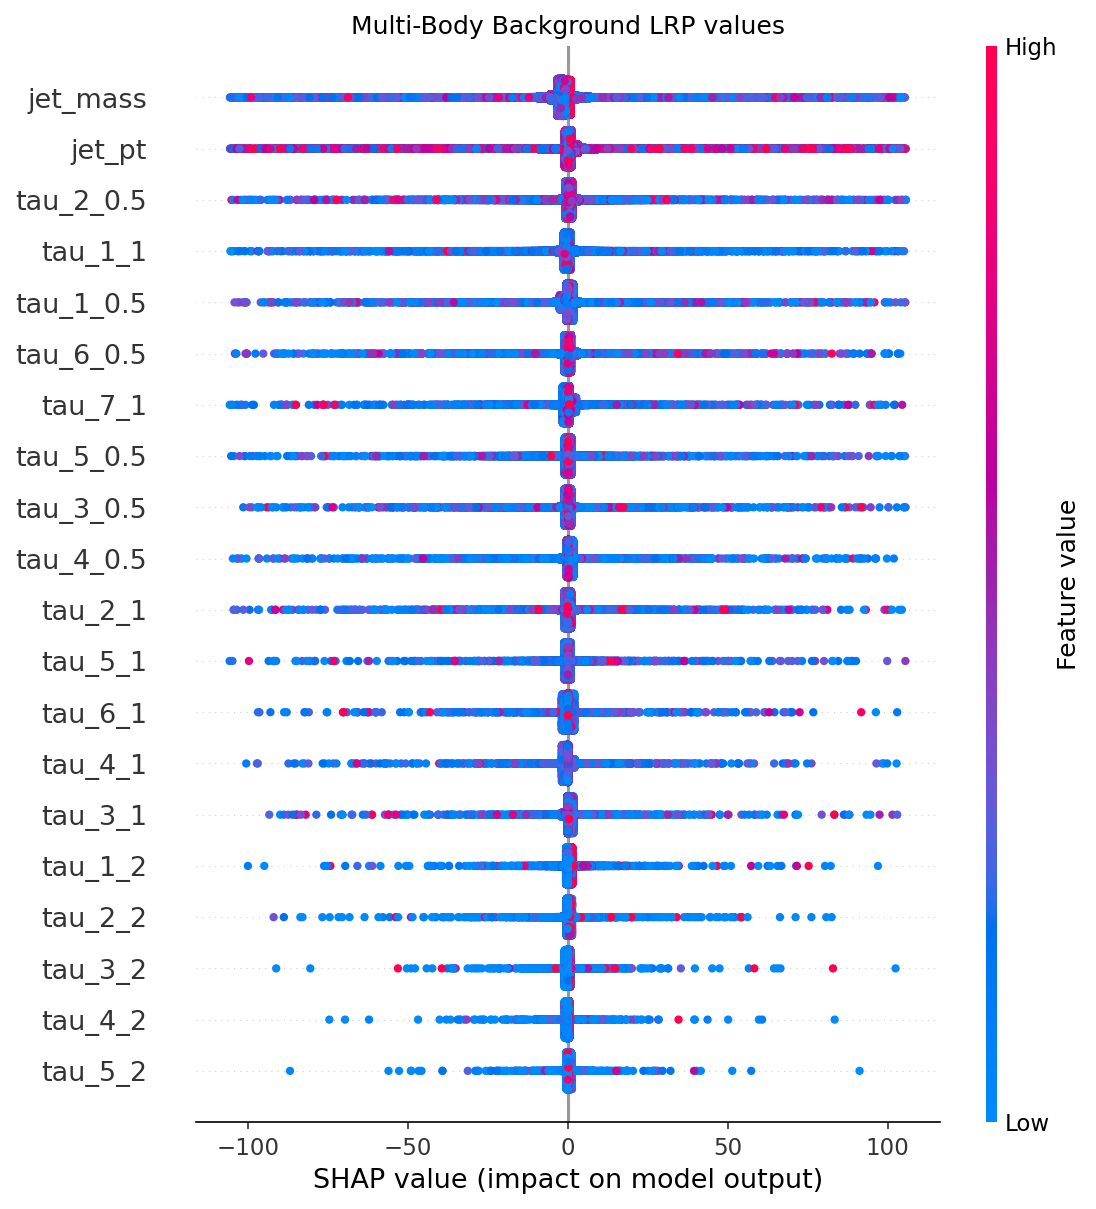 Multi-Body Background LRP values
High
jet_mass
jet_pt
tau_2_0.5
tau_1_1
tau_1_0.5
tau_6_0.5
tau_7_1
tau_5_0.5
tau_3_0.5
tau_4_0.5
tau_2_1
tau_5_1
tau_6_1
tau_4_1
tau_3_1
tau_1_2
tau_2_2
tau_3_2
tau_4_2
tau_5_2
Feature value
Low
−100 −50 0 50 100
SHAP value (impact on model output)